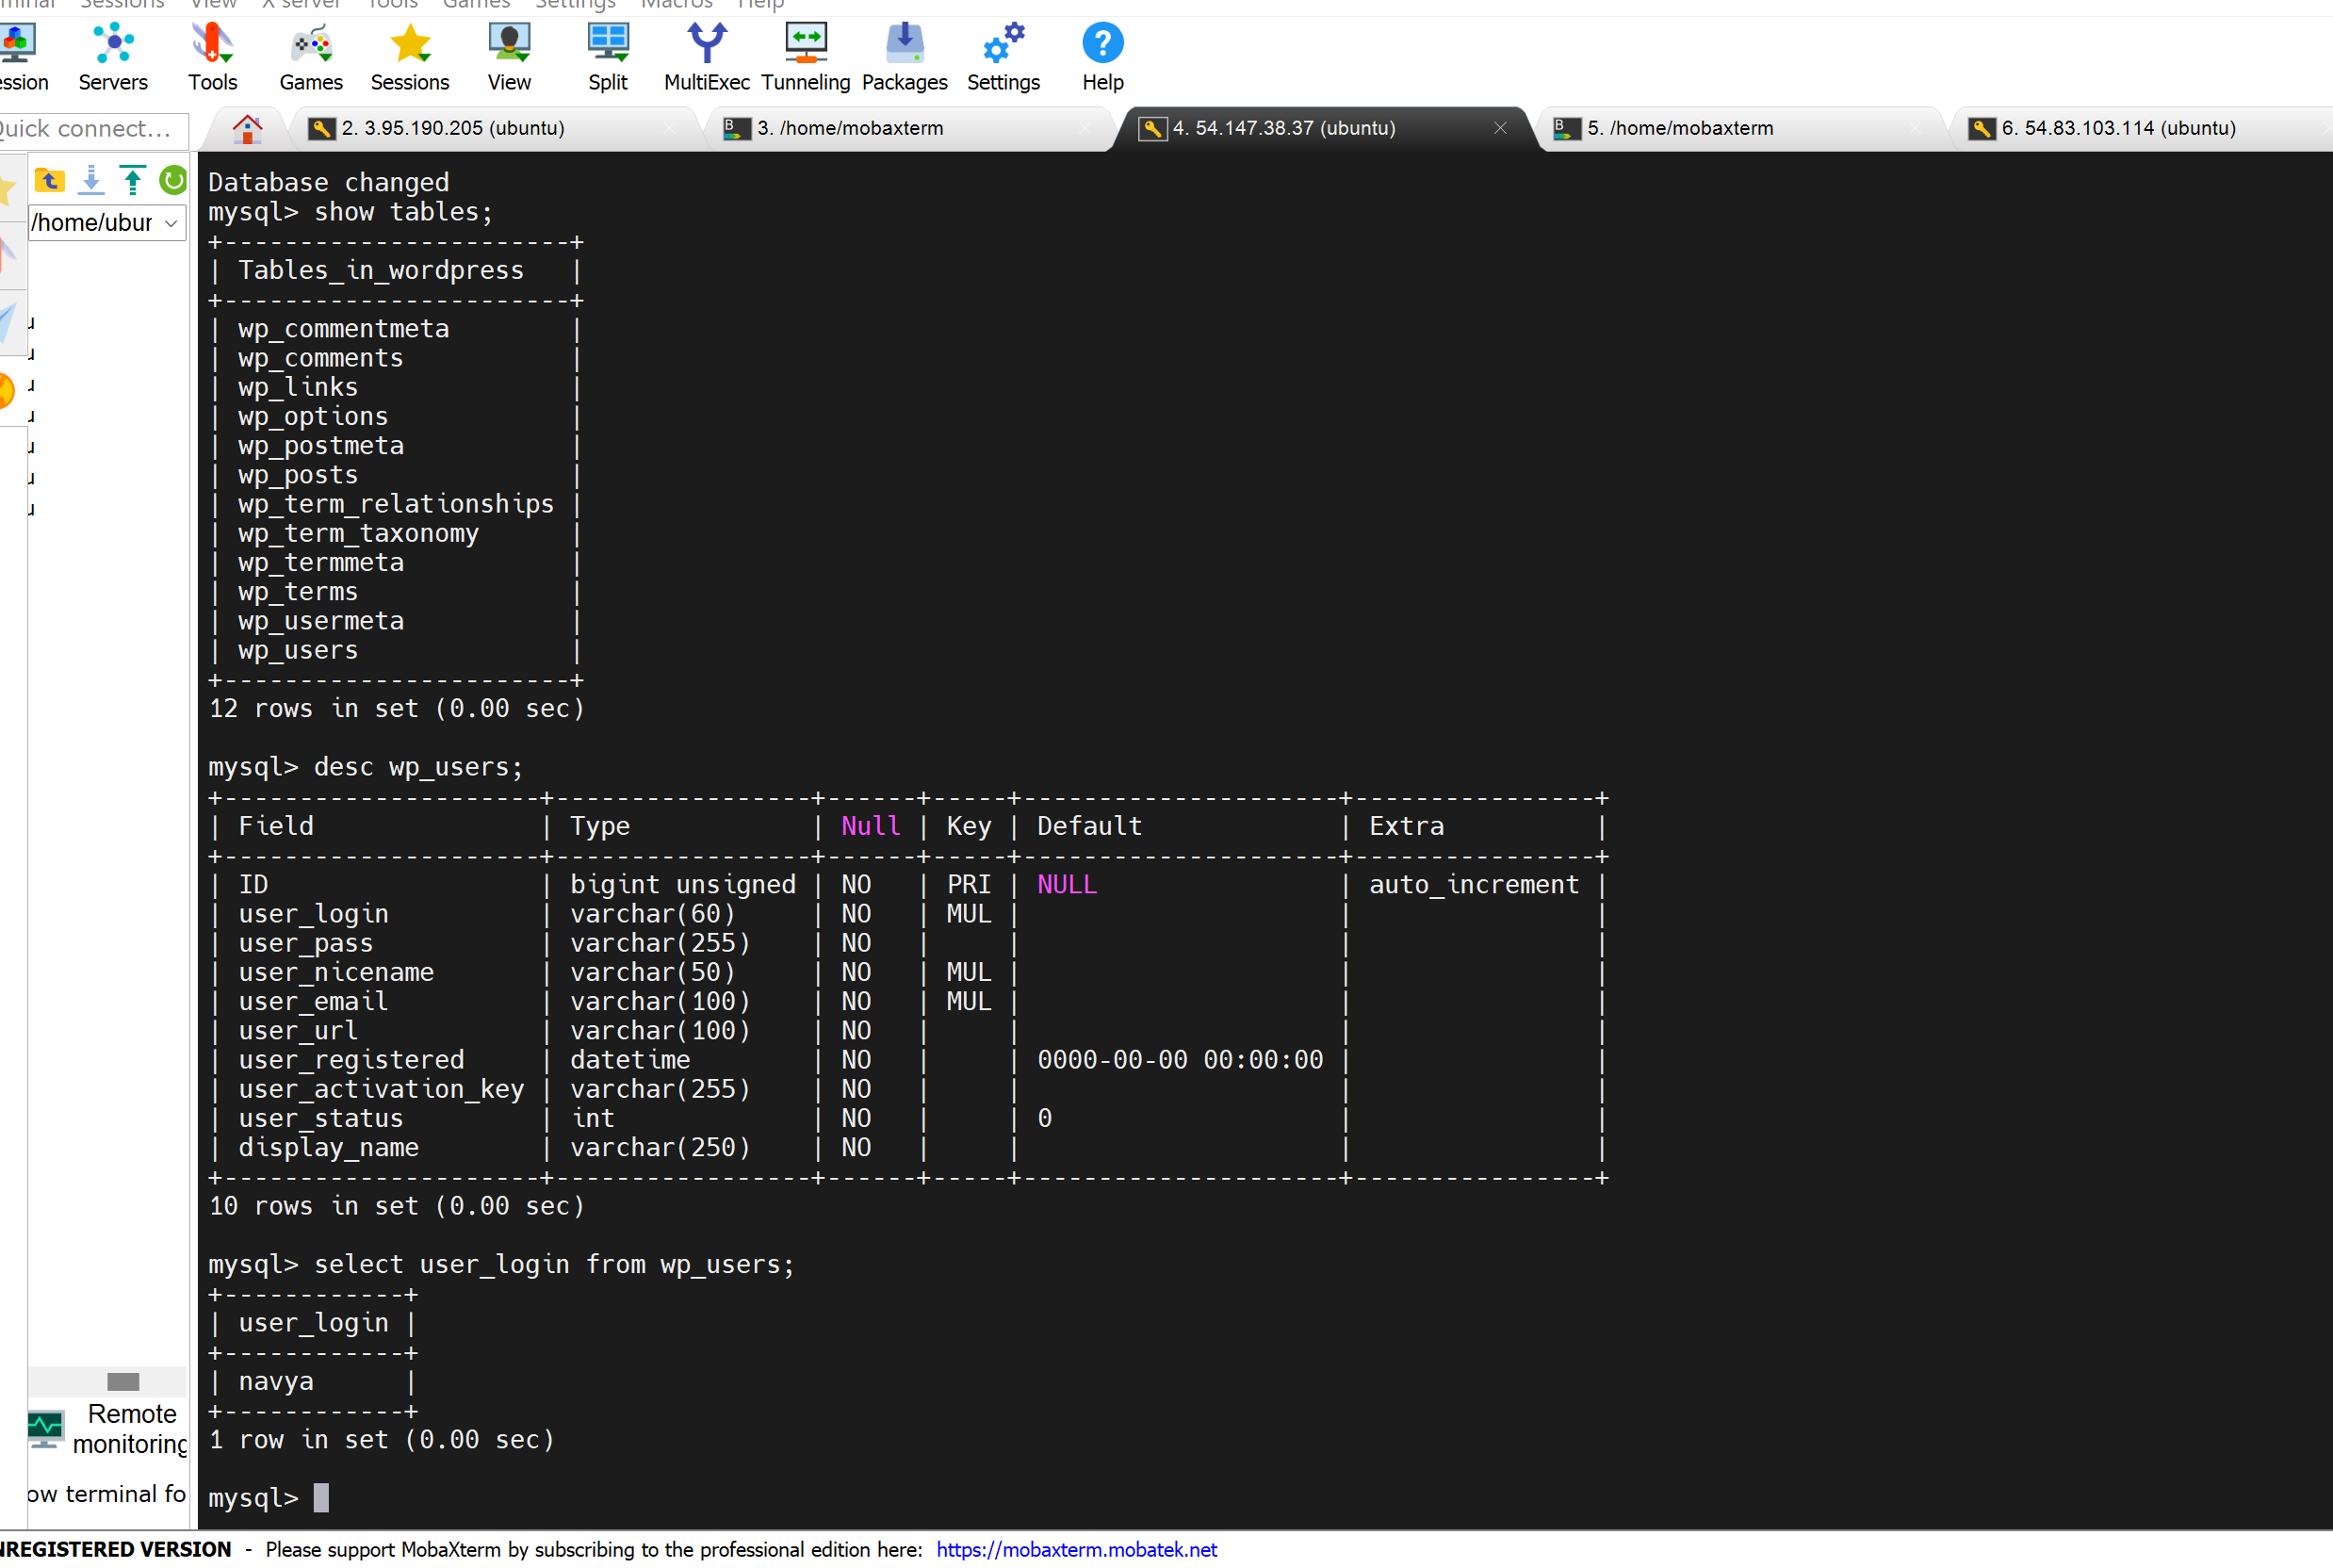 Sessions View X server Tools Games Settings Macros Help
Servers Tools Games Sessions View Split MultiExec Tunneling Packages Settings Help
2. 3.95.190.205 (ubuntu) 3. /home/mobaxterm 4. 54.147.38.37 (ubuntu) 5. /home/mobaxterm 6. 54.83.103.114 (ubuntu)
Quick connect...
/home/ubur
Database changed
mysql> show tables;
+-----------------------+
| Tables_in_wordpress   |
+-----------------------+
| wp_commentmeta        |
| wp_comments           |
| wp_links              |
| wp_options            |
| wp_postmeta           |
| wp_posts              |
| wp_term_relationships |
| wp_term_taxonomy      |
| wp_termmeta           |
| wp_terms              |
| wp_usermeta           |
| wp_users              |
+-----------------------+
12 rows in set (0.00 sec)
mysql> desc wp_users;
+---------------------+-----------------+------+-----+---------------------+----------------+
| Field               | Type            | Null | Key | Default             | Extra          |
+---------------------+-----------------+------+-----+---------------------+----------------+
| ID                  | bigint unsigned | NO   | PRI | NULL                | auto_increment |
| user_login          | varchar(60)     | NO   | MUL |                     |                |
| user_pass           | varchar(255)    | NO   |     |                     |                |
| user_nicename       | varchar(50)     | NO   | MUL |                     |                |
| user_email          | varchar(100)    | NO   | MUL |                     |                |
| user_url            | varchar(100)    | NO   |     |                     |                |
| user_registered     | datetime        | NO   |     | 0000-00-00 00:00:00 |                |
| user_activation_key | varchar(255)    | NO   |     |                     |                |
| user_status         | int             | NO   |     | 0                   |                |
| display_name        | varchar(250)    | NO   |     |                     |                |
+---------------------+-----------------+------+-----+---------------------+----------------+
10 rows in set (0.00 sec)
mysql> select user_login from wp_users;
+------------+
| user_login |
+------------+
| navya      |
+------------+
1 row in set (0.00 sec)
mysql>
Remote
monitoring
ow terminal fo
NREGISTERED VERSION - Please support MobaXterm by subscribing to the professional edition here: https://mobaxterm.mobatek.net